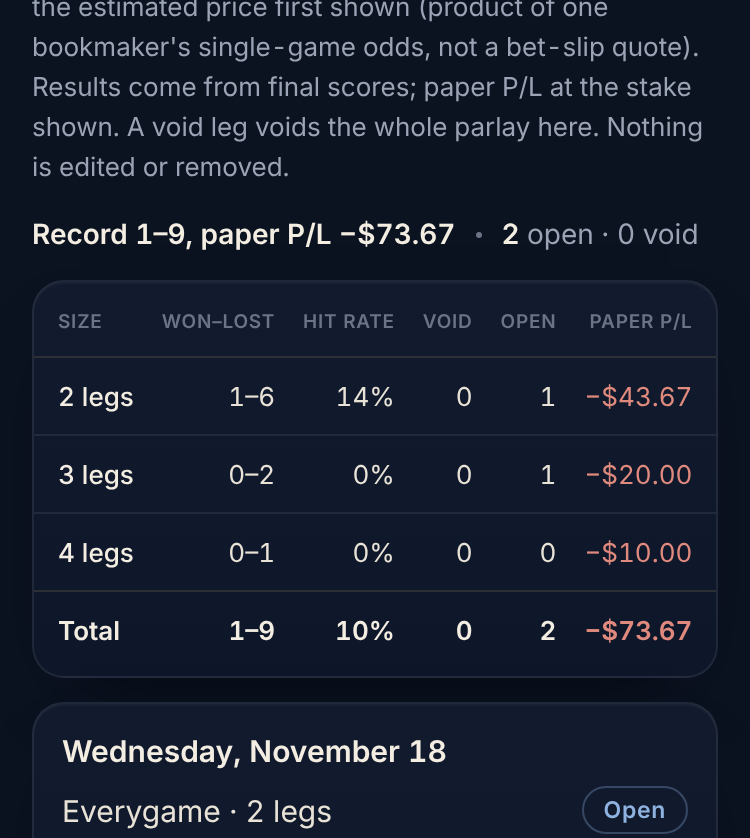 the estimated price first shown (product of one
bookmaker's single-game odds, not a bet-slip quote).
Results come from final scores; paper P/L at the stake
shown. A void leg voids the whole parlay here. Nothing
is edited or removed.
Record 1–9, paper P/L −$73.67 • 2 open · 0 void
SIZE WON–LOST HIT RATE VOID OPEN PAPER P/L
2 legs 1–6 14% 0 1 −$43.67
3 legs 0–2 0% 0 1 −$20.00
4 legs 0–1 0% 0 0 −$10.00
Total 1–9 10% 0 2 −$73.67
Wednesday, November 18
Everygame · 2 legs Open